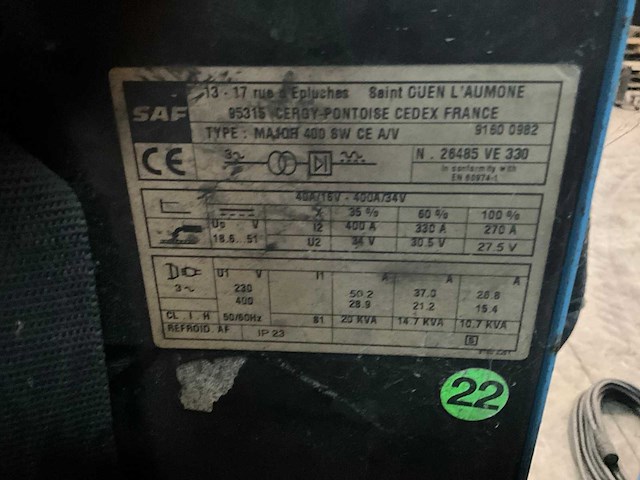 13 - 17 rue d Epluches Saint OUEN L'AUMONE
SAF
95315 CERGY-PONTOISE CEDEX FRANCE
TYPE : MAJOR 400 SW CE A/V 9160 0982
CE 3~ N . 26485 VE 330
In conformity with
EN 60974-1
40A/16V - 400A/34V
Uo V X 35 % 60 % 100 %
18.5.. 51 I2 400 A 330 A 270 A
U2 34 V 30.5 V 27.5 V
U1 V I1 A A A
3~ 230 50.2 37.0 26.8
400 28.9 21.2 15.4
CL . I . H 50/60Hz S1 20 KVA 14.7 KVA 10.7 KVA
REFROID. AF IP 23 S
22